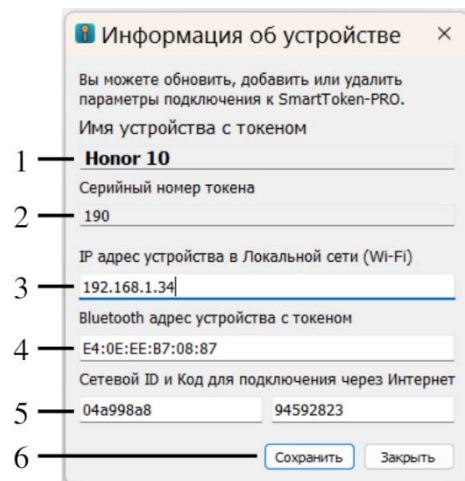 Информация об устройстве
Вы можете обновить, добавить или удалить
параметры подключения к SmartToken-PRO.
Имя устройства с токеном
1 Honor 10
Серийный номер токена
2 190
IP адрес устройства в Локальной сети (Wi-Fi)
3 192.168.1.34
Bluetooth адрес устройства с токеном
4 E4:0E:EE:B7:08:87
Сетевой ID и Код для подключения через Интернет
5 04a998a8 94592823
6 Сохранить Закрыть